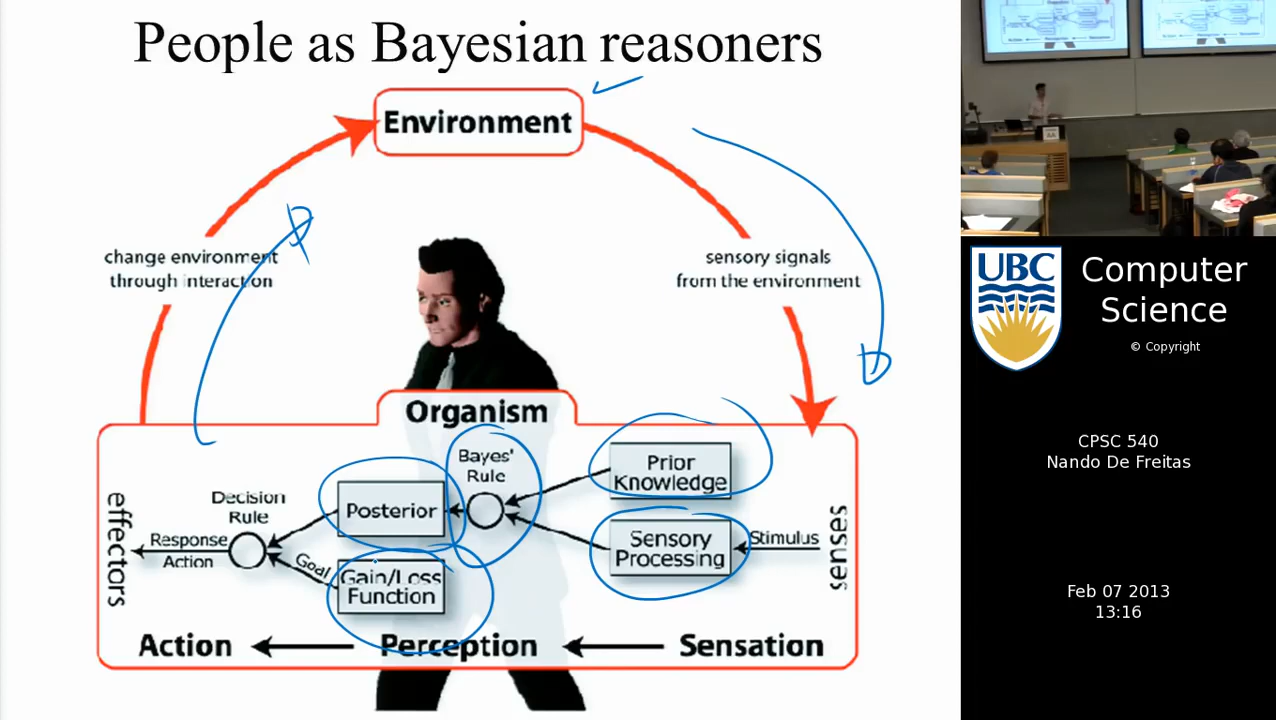 People as Bayesian reasoners
Environment
change environment
through interaction
sensory signals
from the environment
Organism
Bayes'
Rule
Prior
Knowledge
Decision
Rule
Posterior
Sensory
Processing
Stimulus
senses
effectors
Response
Action
Goal
Gain/Loss
Function
Action
Perception
Sensation
UBC
Computer
Science
© Copyright
CPSC 540
Nando De Freitas
Feb 07 2013
13:16